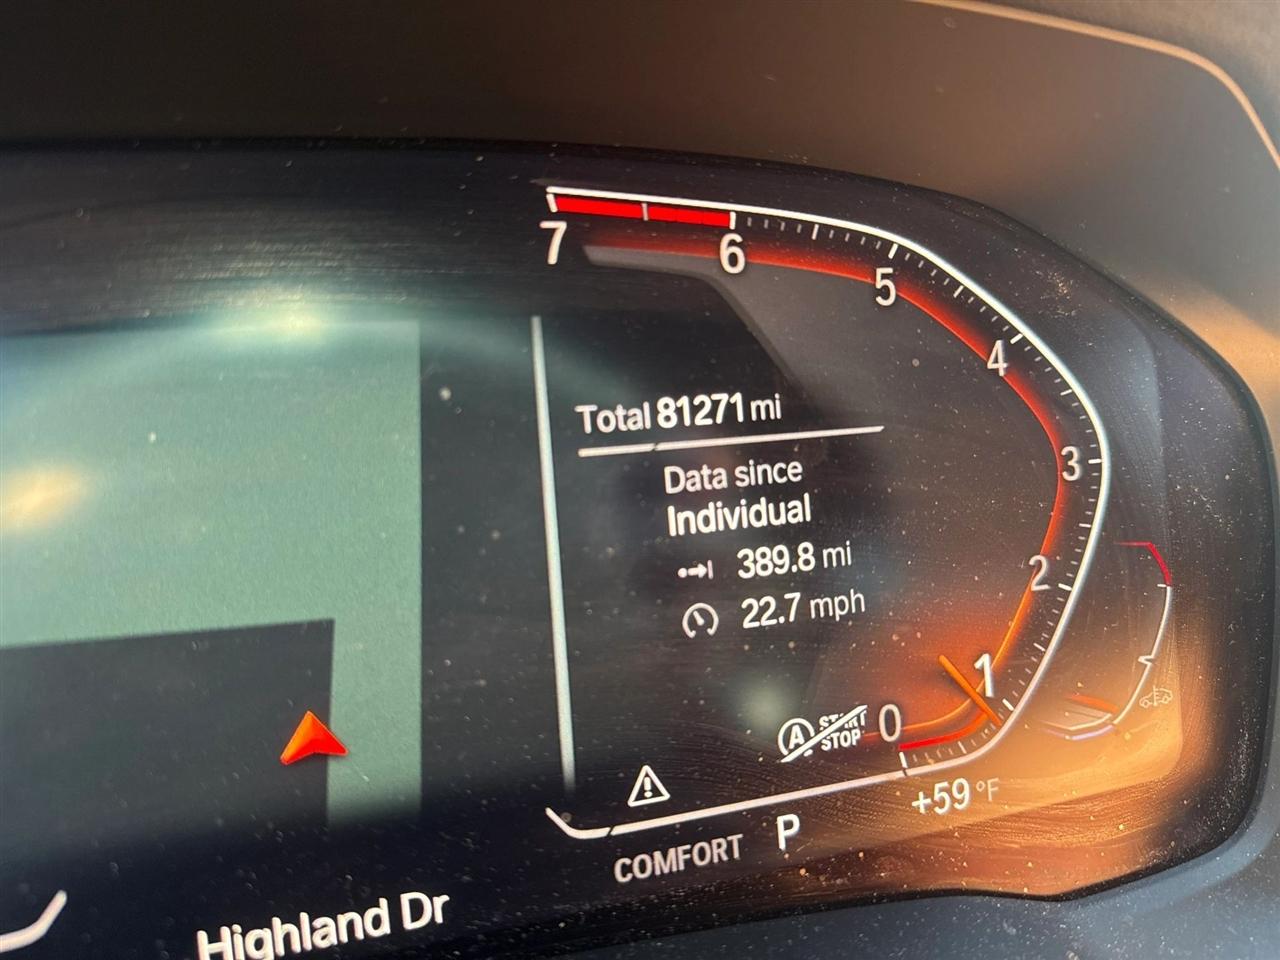 7
6
5
4
3
2
1
0
Total 81271 mi
Data since
Individual
389.8 mi
22.7 mph
A START
STOP
+59 °F
COMFORT P
Highland Dr